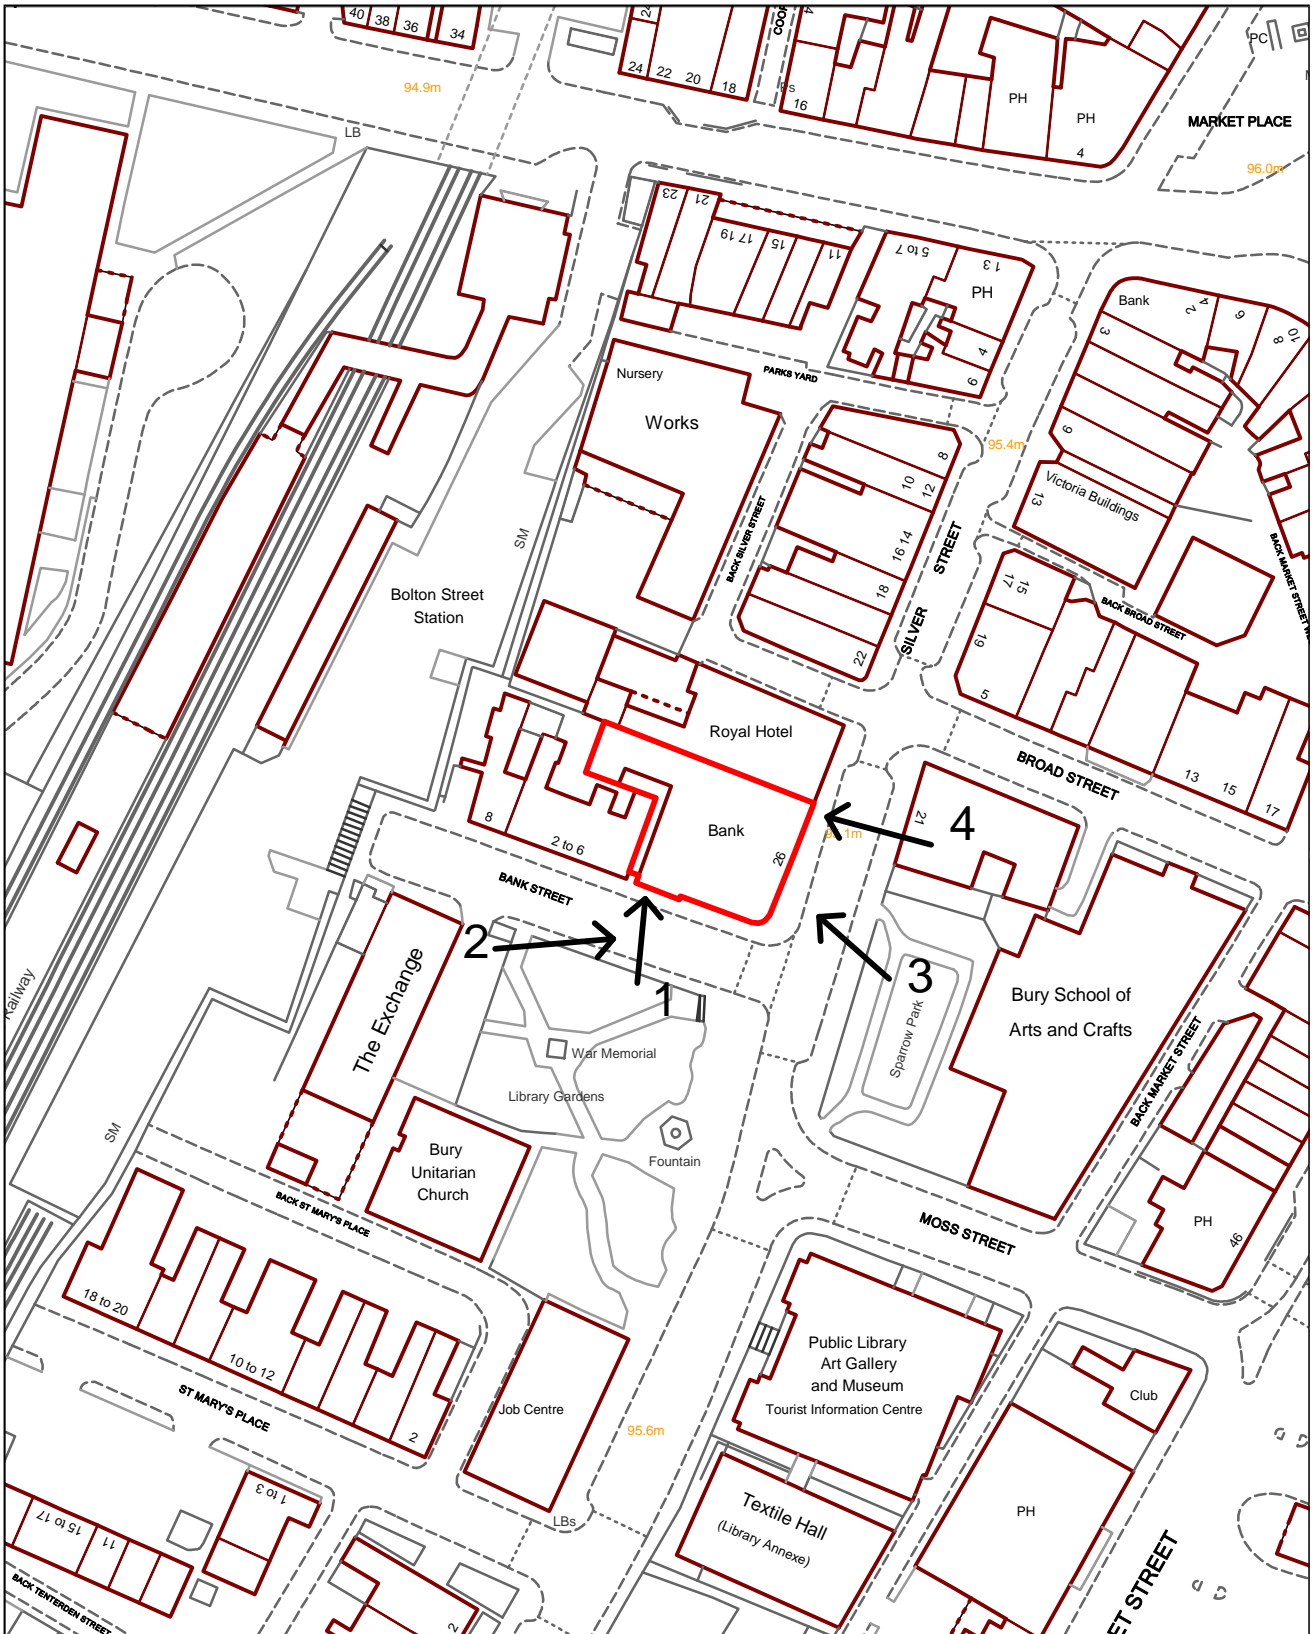 40
38
36
34
24
22
20
18
16
4
PH
PH
4
PC
MARKET PLACE
94.9m
96.0m
LB
23
21
17 19
15
11
5 to 7
1 3
PH
4
6
Bank
2
4
6
8
10
3
9
13
Victoria Buildings
95.4m
PARKS YARD
Nursery
Works
8
10
12
16 14
18
22
BACK SILVER STREET
SILVER
STREET
SM
Bolton Street
Station
17
15
19
5
BACK BROAD STREET
13
15
17
BROAD STREET
Royal Hotel
Bank
26
8
2 to 6
BANK STREET
21
4
2
1
3
Railway
The Exchange
War Memorial
Library Gardens
Fountain
Sparrow Park
Bury School of
Arts and Crafts
BACK MARKET STREET
SM
Bury
Unitarian
Church
BACK ST MARY'S PLACE
MOSS STREET
PH
46
18 to 20
10 to 12
2
ST MARY'S PLACE
Job Centre
95.6m
Public Library
Art Gallery
and Museum
Tourist Information Centre
Club
PH
1 to 3
15 to 17
11
LBs
Textile Hall
(Library Annexe)
BACK TENTERDEN STREET
2
ET STREET